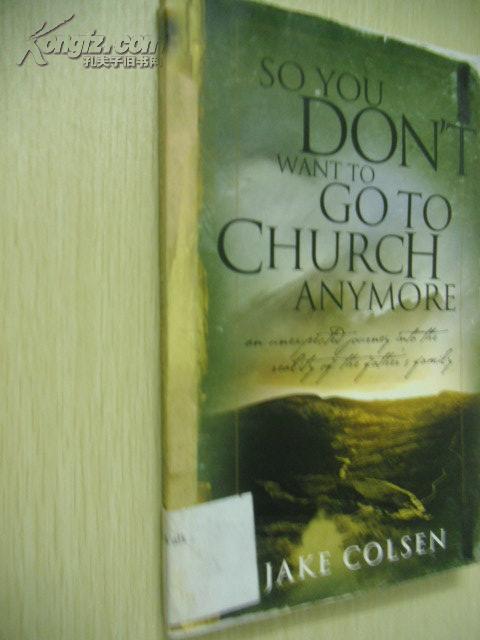 Kongfz.com
孔夫子旧书网
SO YOU
DON'T
WANT TO
GO TO
CHURCH
ANYMORE
an unexpected journey into the
reality of the father's family
JAKE COLSEN